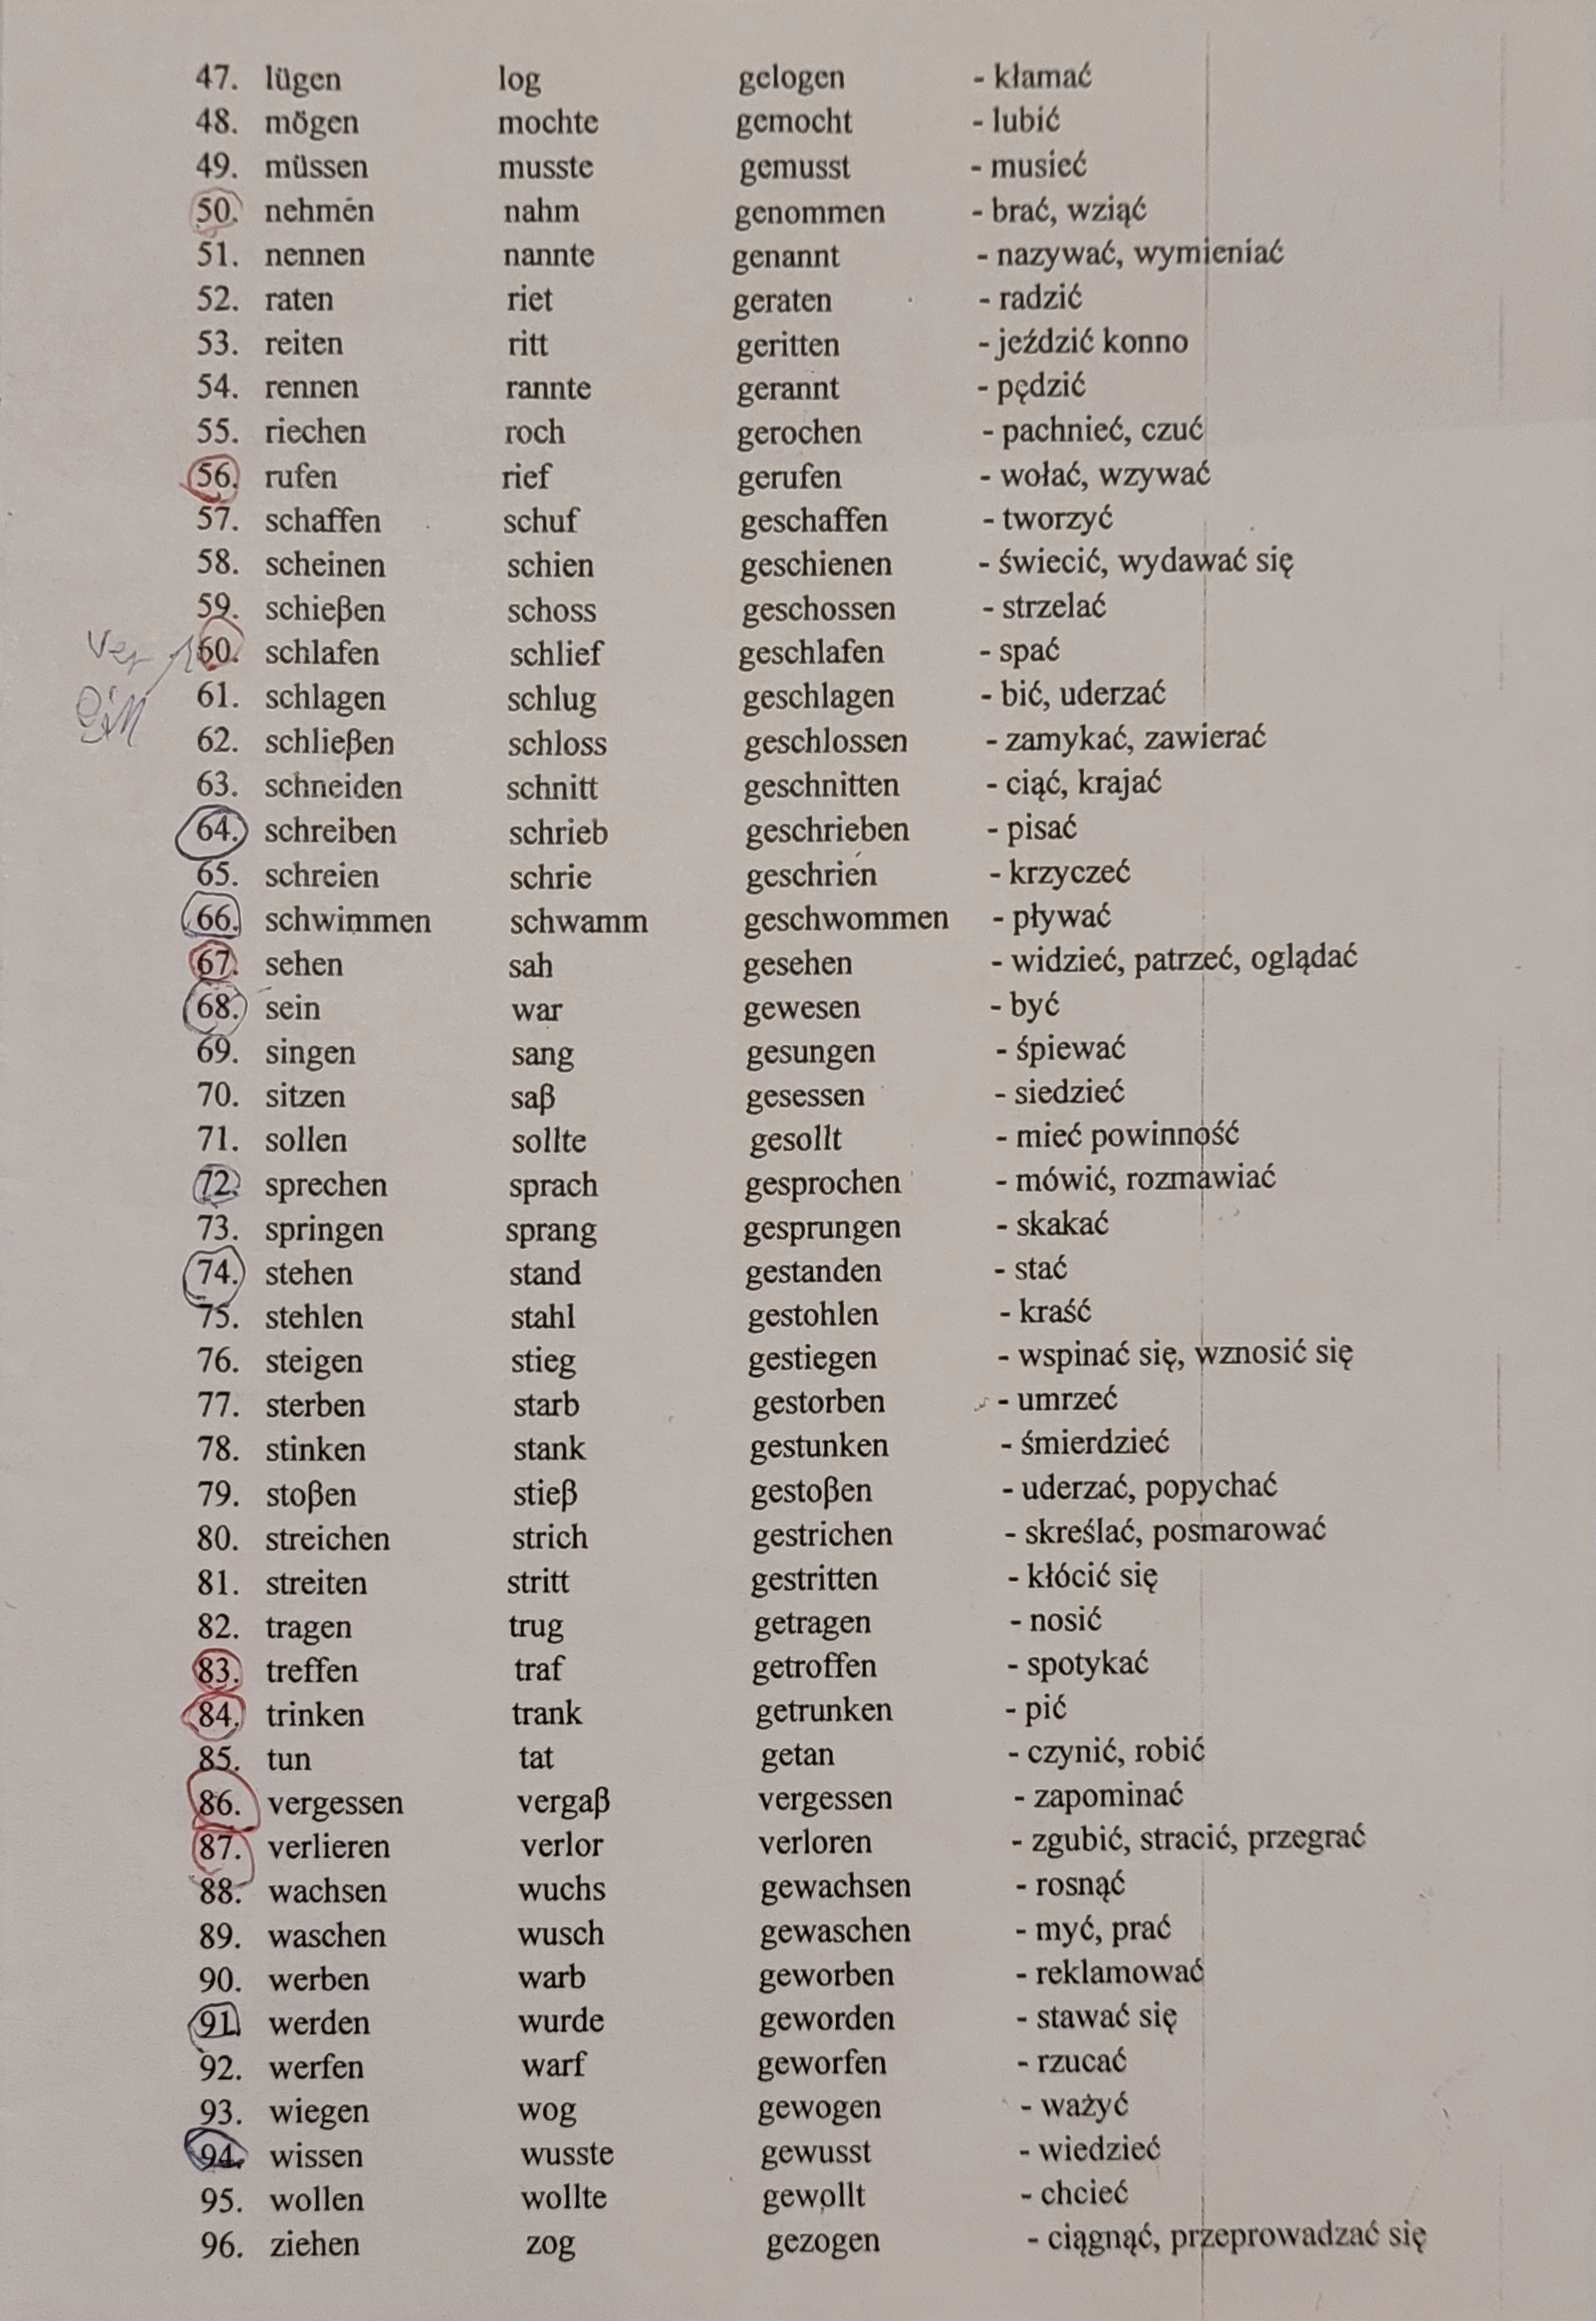 47. lügen log gelogen - kłamać
48. mögen mochte gemocht - lubić
49. müssen musste gemusst - musieć
50. nehmen nahm genommen - brać, wziąć
51. nennen nannte genannt - nazywać, wymieniać
52. raten riet geraten - radzić
53. reiten ritt geritten - jeździć konno
54. rennen rannte gerannt - pędzić
55. riechen roch gerochen - pachnieć, czuć
56. rufen rief gerufen - wołać, wzywać
57. schaffen schuf geschaffen - tworzyć
58. scheinen schien geschienen - świecić, wydawać się
59. schießen schoss geschossen - strzelać
ver 60. schlafen schlief geschlafen - spać
61. schlagen schlug geschlagen - bić, uderzać
62. schließen schloss geschlossen - zamykać, zawierać
63. schneiden schnitt geschnitten - ciąć, krajać
64. schreiben schrieb geschrieben - pisać
65. schreien schrie geschrien - krzyczeć
66. schwimmen schwamm geschwommen - pływać
67. sehen sah gesehen - widzieć, patrzeć, oglądać
68. sein war gewesen - być
69. singen sang gesungen - śpiewać
70. sitzen saß gesessen - siedzieć
71. sollen sollte gesollt - mieć powinność
72. sprechen sprach gesprochen - mówić, rozmawiać
73. springen sprang gesprungen - skakać
74. stehen stand gestanden - stać
75. stehlen stahl gestohlen - kraść
76. steigen stieg gestiegen - wspinać się, wznosić się
77. sterben starb gestorben - umrzeć
78. stinken stank gestunken - śmierdzieć
79. stoßen stieß gestoßen - uderzać, popychać
80. streichen strich gestrichen - skreślać, posmarować
81. streiten stritt gestritten - kłócić się
82. tragen trug getragen - nosić
83. treffen traf getroffen - spotykać
84. trinken trank getrunken - pić
85. tun tat getan - czynić, robić
86. vergessen vergaß vergessen - zapominać
87. verlieren verlor verloren - zgubić, stracić, przegrać
88. wachsen wuchs gewachsen - rosnąć
89. waschen wusch gewaschen - myć, prać
90. werben warb geworben - reklamować
91. werden wurde geworden - stawać się
92. werfen warf geworfen - rzucać
93. wiegen wog gewogen - ważyć
94. wissen wusste gewusst - wiedzieć
95. wollen wollte gewollt - chcieć
96. ziehen zog gezogen - ciągnąć, przeprowadzać się